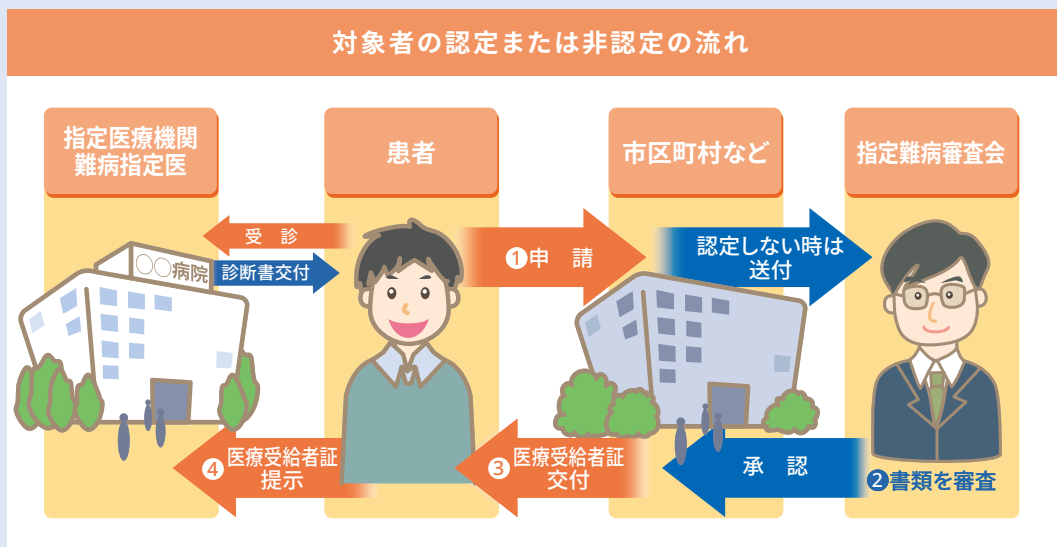 対象者の認定または非認定の流れ
指定医療機関
難病指定医
患者
市区町村など
指定難病審査会
受　診
診断書交付
〇〇病院
❶申　請
認定しない時は
送付
承　認
❷書類を審査
❸医療受給者証
交付
❹医療受給者証
提示